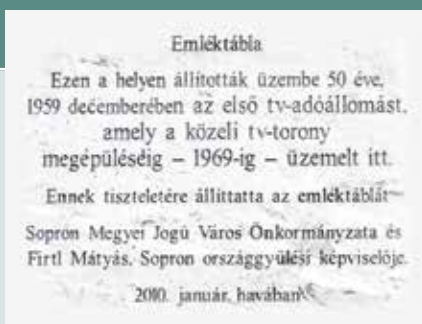 Emléktábla
Ezen a helyen állították üzembe 50 éve,
1959 decemberében az első tv-adóállomást,
amely a közeli tv-torony
megépüléséig – 1969-ig – üzemelt itt.
Ennek tiszteletére állíttatta az emléktáblát
Sopron Megyei Jogú Város Önkormányzata és
Firtl Mátyás, Sopron országgyűlési képviselője.
2010. január. havában